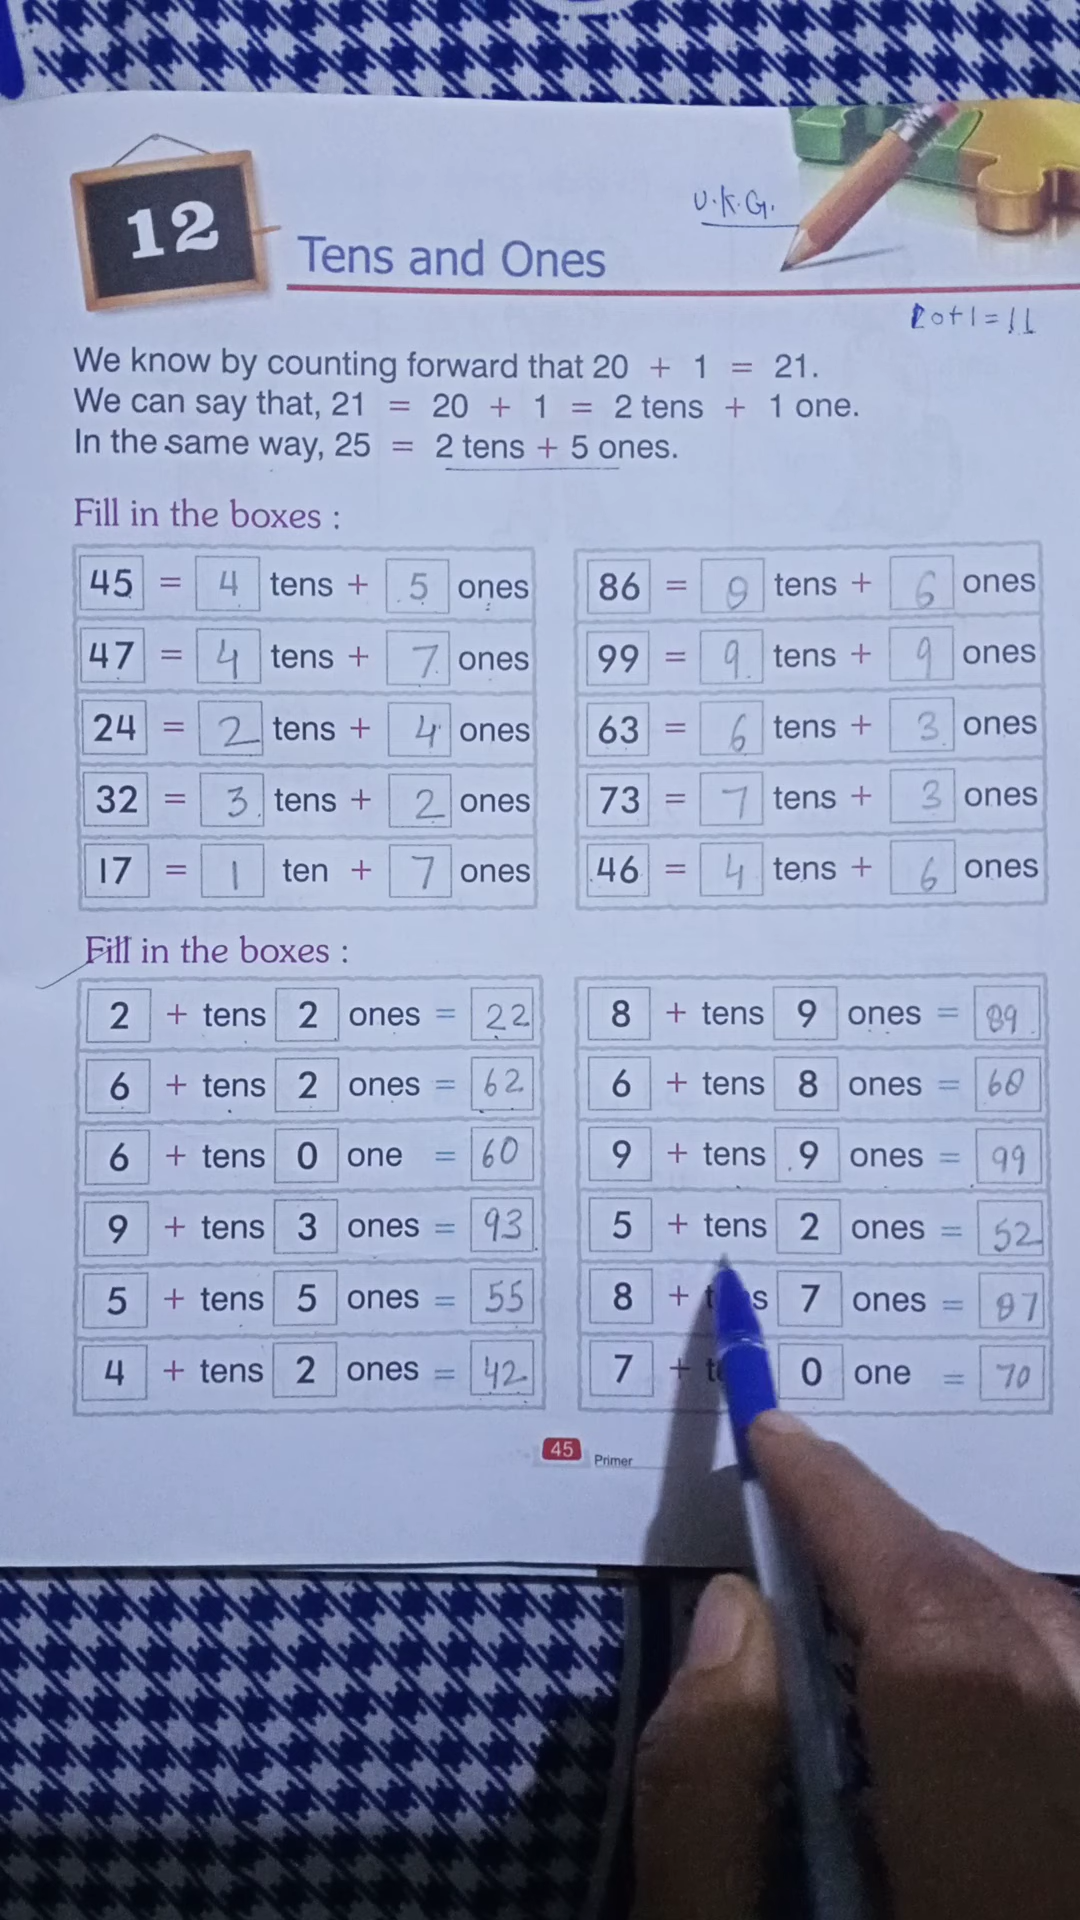 12
U.K.G.
Tens and Ones
10+1=11
We know by counting forward that 20 + 1 = 21.
We can say that, 21 = 20 + 1 = 2 tens + 1 one.
In the same way, 25 = 2 tens + 5 ones.
Fill in the boxes :
45 = 4 tens + 5 ones
47 = 4 tens + 7 ones
24 = 2 tens + 4 ones
32 = 3 tens + 2 ones
17 = 1 ten + 7 ones
86 = tens + 6 ones
99 = 9 tens + 9 ones
63 = 6 tens + 3 ones
73 = 7 tens + 3 ones
46 = 4 tens + 6 ones
Fill in the boxes :
2 + tens 2 ones = 22
6 + tens 2 ones = 62
6 + tens 0 one = 60
9 + tens 3 ones = 93
5 + tens 5 ones = 55
4 + tens 2 ones = 42
8 + tens 9 ones = 89
6 + tens 8 ones = 68
9 + tens 9 ones = 99
5 + tens 2 ones = 52
8 + 7 ones = 87
7 + 0 one = 70
45
Primer